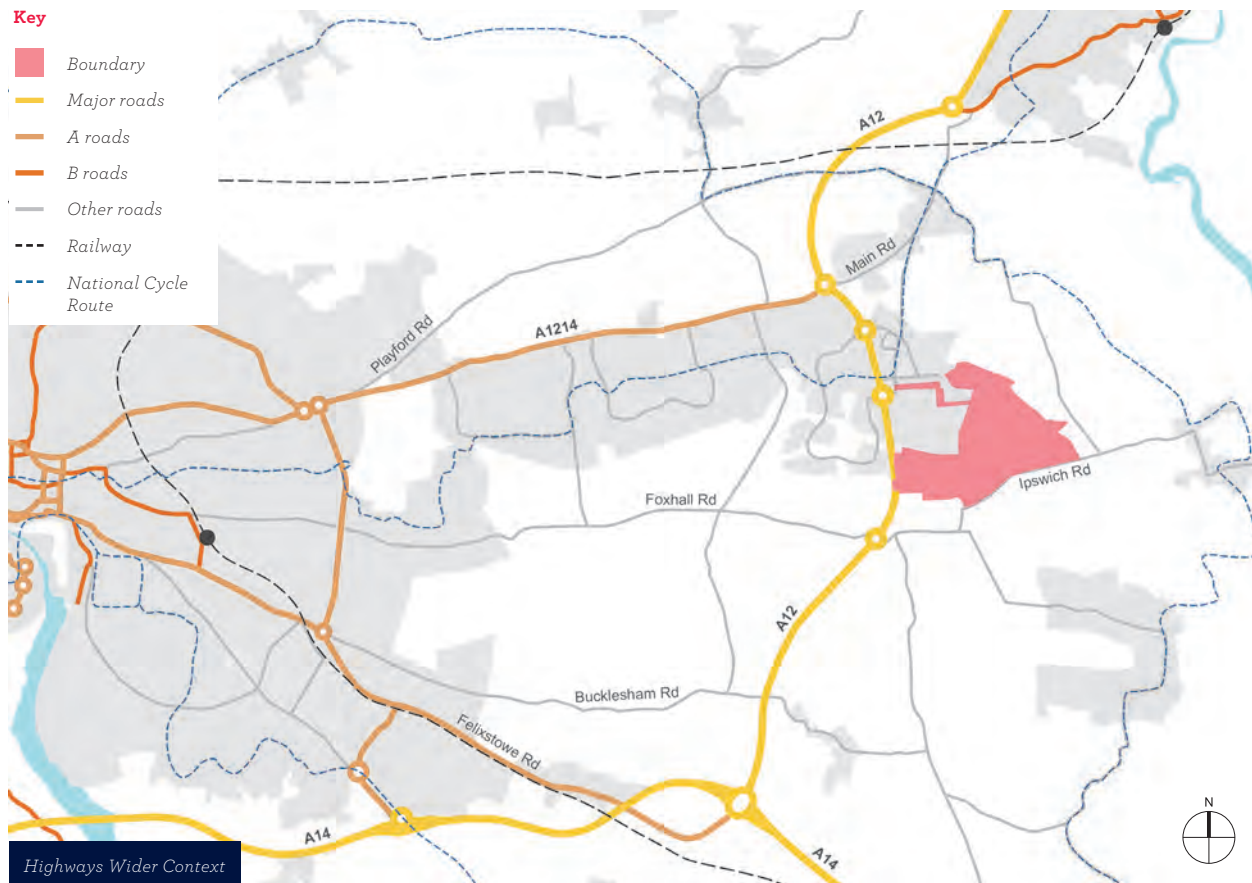 Key
Boundary
Major roads
A roads
B roads
Other roads
Railway
National Cycle
Route
A12
Main Rd
A1214
Playford Rd
Ipswich Rd
Foxhall Rd
A12
Bucklesham Rd
Felixstowe Rd
N
A14
A14
Highways Wider Context